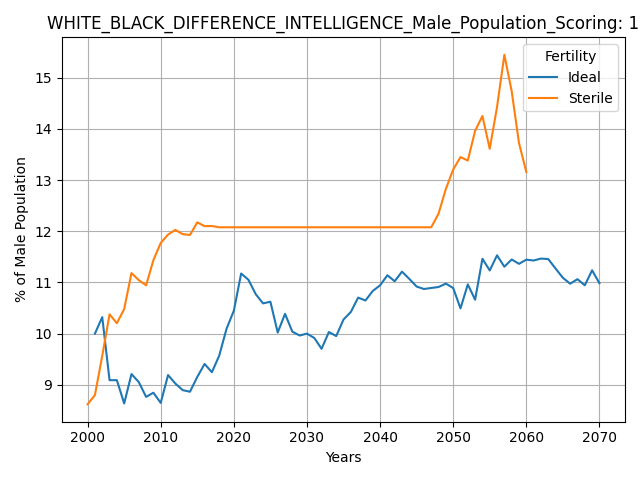 WHITE_BLACK_DIFFERENCE_INTELLIGENCE_Male_Population_Scoring: 1
Fertility
Ideal
Sterile
% of Male Population
15
14
13
12
11
10
9
2000 2010 2020 2030 2040 2050 2060 2070
Years